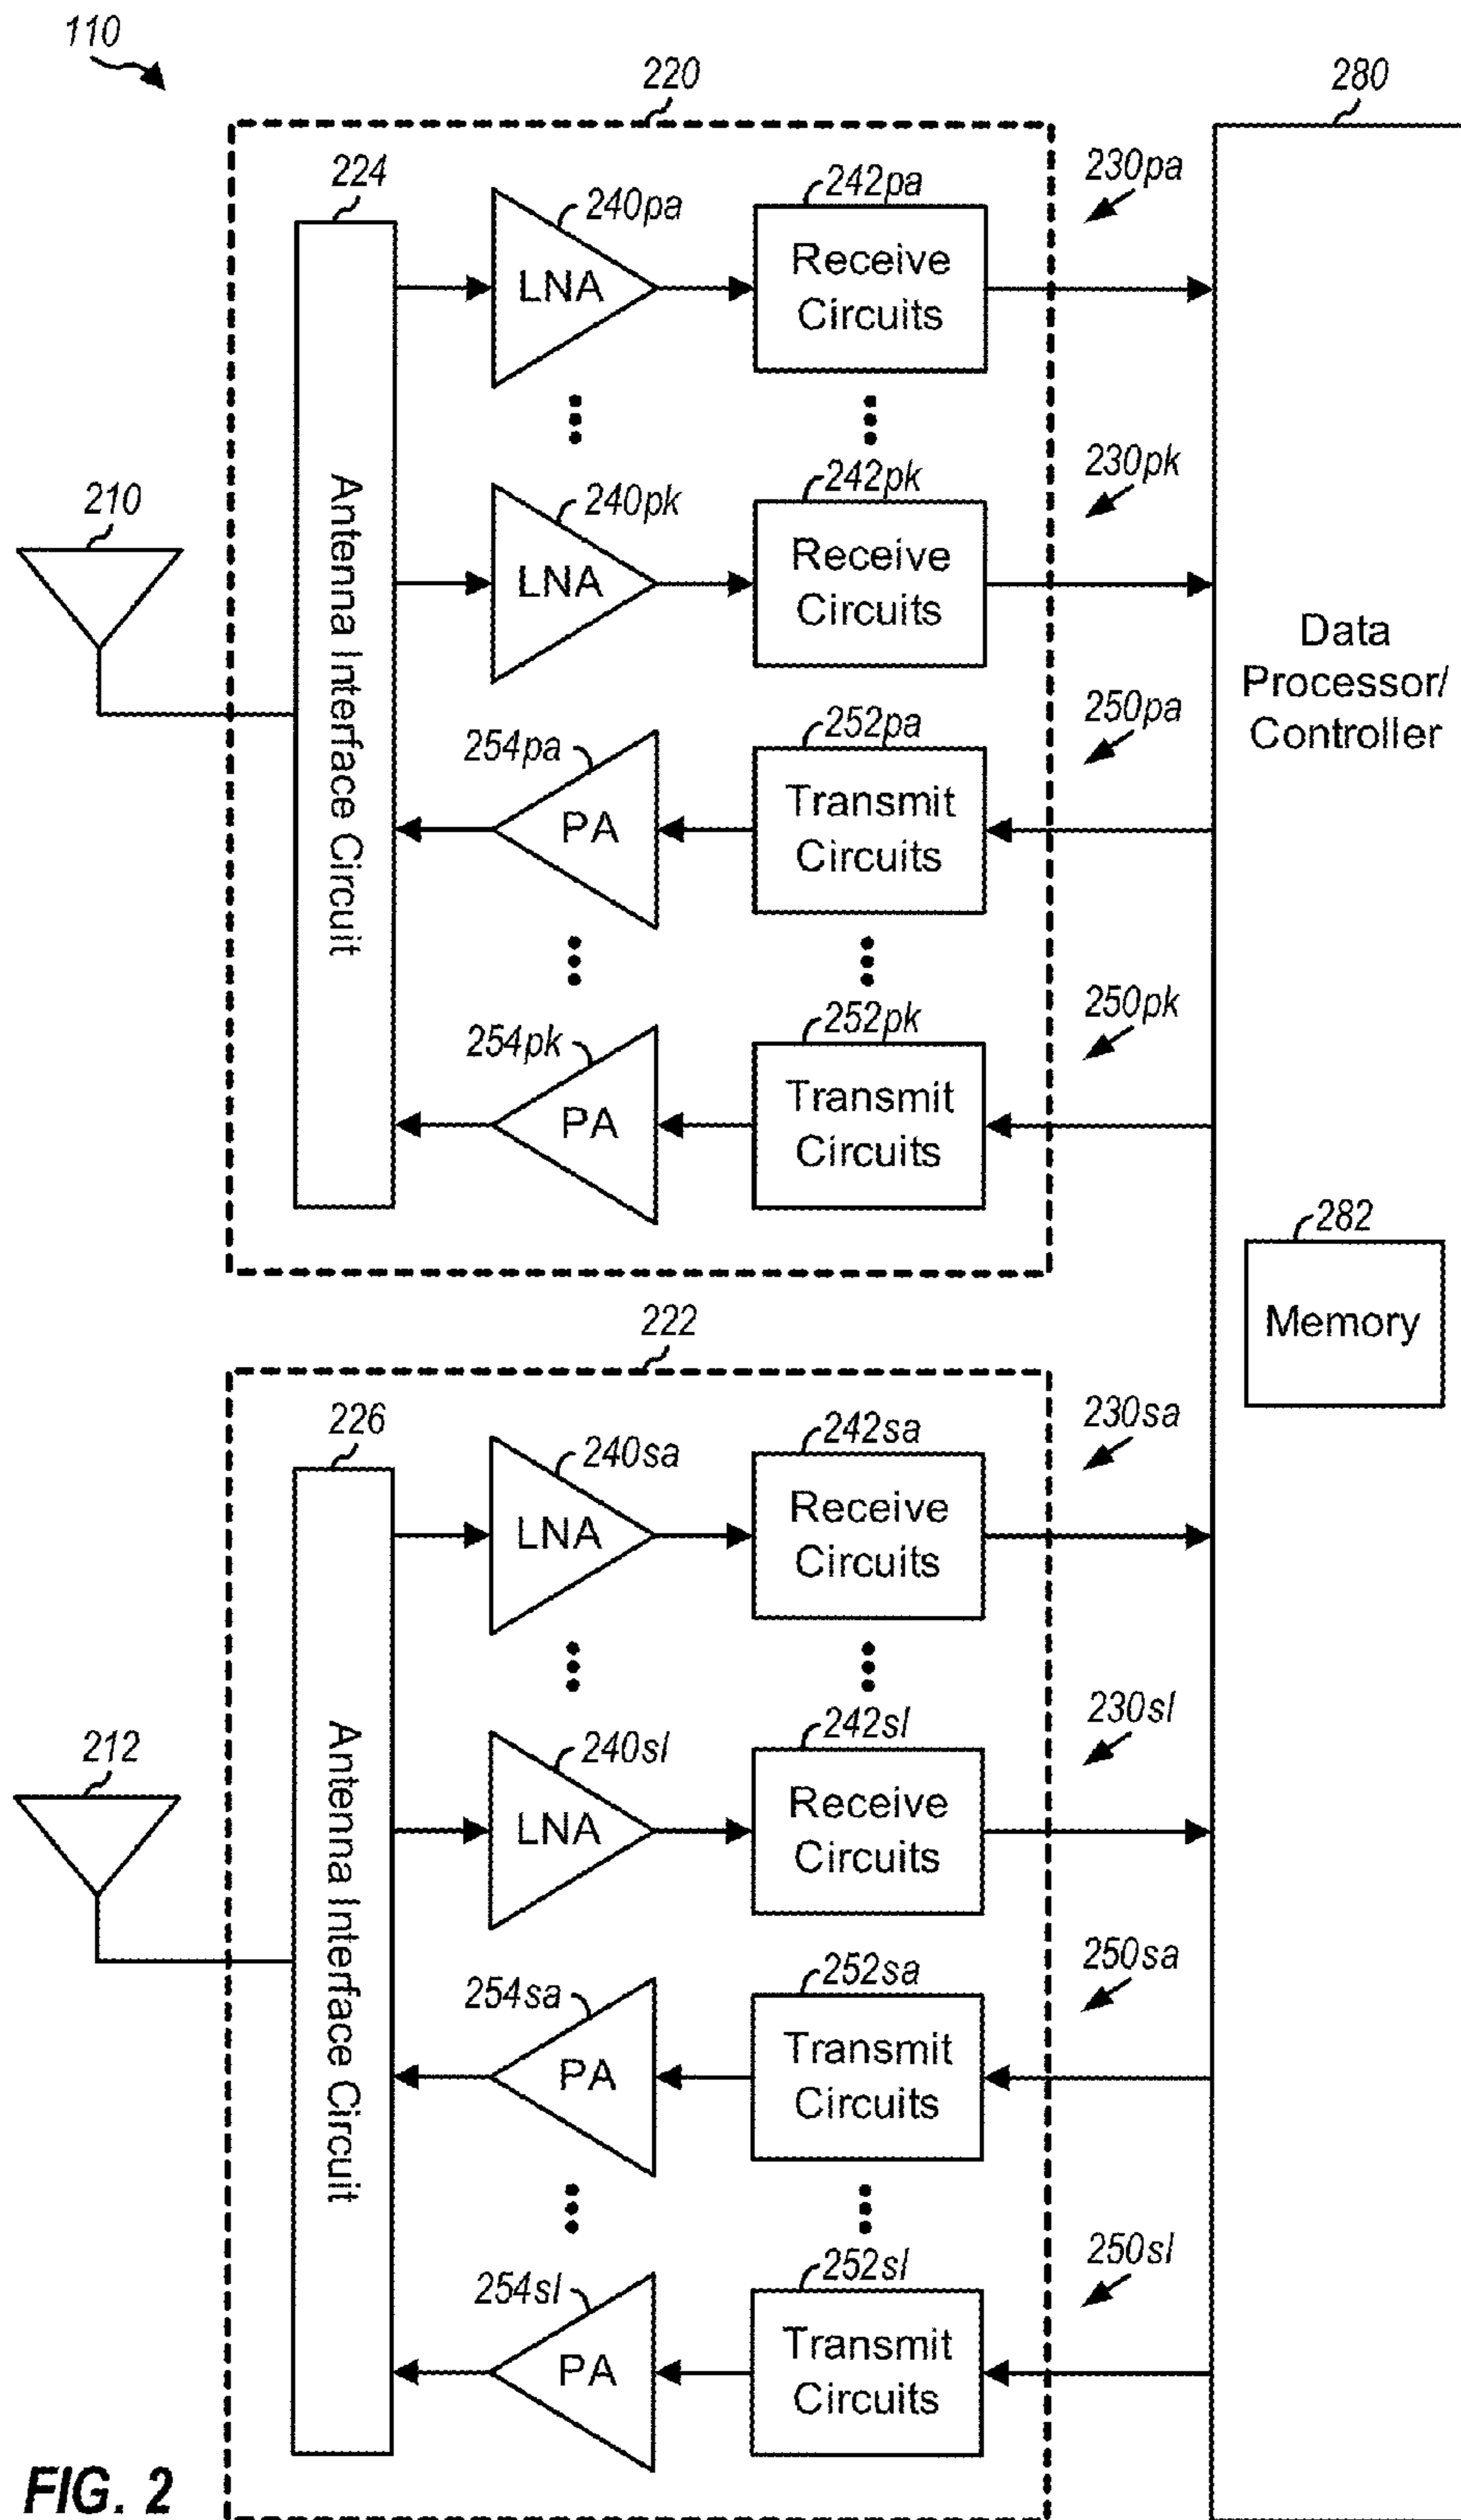 110
220
280
224
240pa
242pa
230pa
LNA
Receive
Circuits
210
Antenna Interface Circuit
240pk
242pk
230pk
LNA
Receive
Circuits
Data
Processor/
Controller
254pa
252pa
250pa
PA
Transmit
Circuits
254pk
252pk
250pk
PA
Transmit
Circuits
282
Memory
222
226
240sa
242sa
230sa
LNA
Receive
Circuits
212
Antenna Interface Circuit
240sl
242sl
230sl
LNA
Receive
Circuits
254sa
252sa
250sa
PA
Transmit
Circuits
254sl
252sl
250sl
PA
Transmit
Circuits
FIG. 2